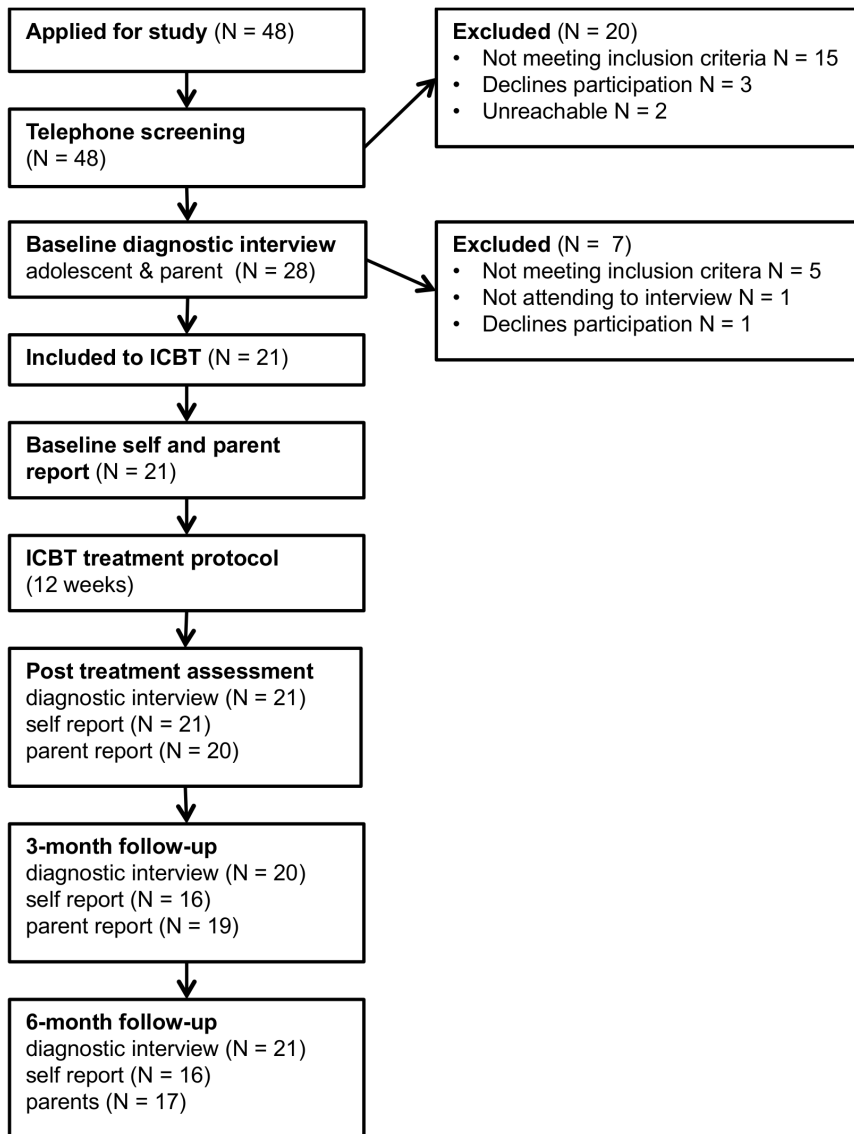 Applied for study (N = 48)
Excluded (N = 20)
• Not meeting inclusion criteria N = 15
• Declines participation N = 3
• Unreachable N = 2
Telephone screening
(N = 48)
Baseline diagnostic interview
adolescent & parent (N = 28)
Excluded (N = 7)
• Not meeting inclusion critera N = 5
• Not attending to interview N = 1
• Declines participation N = 1
Included to ICBT (N = 21)
Baseline self and parent
report (N = 21)
ICBT treatment protocol
(12 weeks)
Post treatment assessment
diagnostic interview (N = 21)
self report (N = 21)
parent report (N = 20)
3-month follow-up
diagnostic interview (N = 20)
self report (N = 16)
parent report (N = 19)
6-month follow-up
diagnostic interview (N = 21)
self report (N = 16)
parents (N = 17)